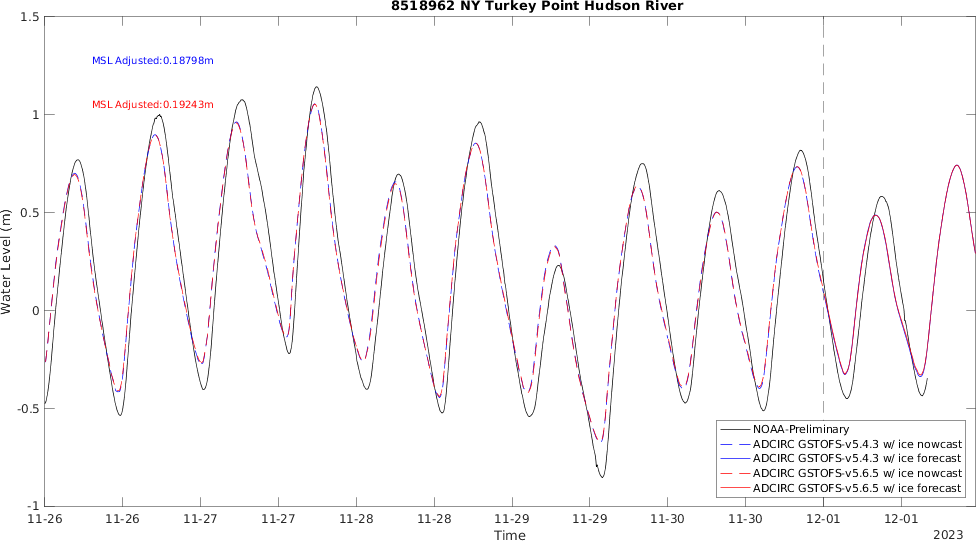 8518962 NY Turkey Point Hudson River
1.5
MSL Adjusted:0.18798m
MSL Adjusted:0.19243m
1
0.5
Water Level (m)
0
-0.5
NOAA-Preliminary
ADCIRC GSTOFS-v5.4.3 w/ ice nowcast
ADCIRC GSTOFS-v5.4.3 w/ ice forecast
ADCIRC GSTOFS-v5.6.5 w/ ice nowcast
ADCIRC GSTOFS-v5.6.5 w/ ice forecast
-1
11-26 11-26 11-27 11-27 11-28 11-28 11-29 11-29 11-30 11-30 12-01 12-01
Time
2023